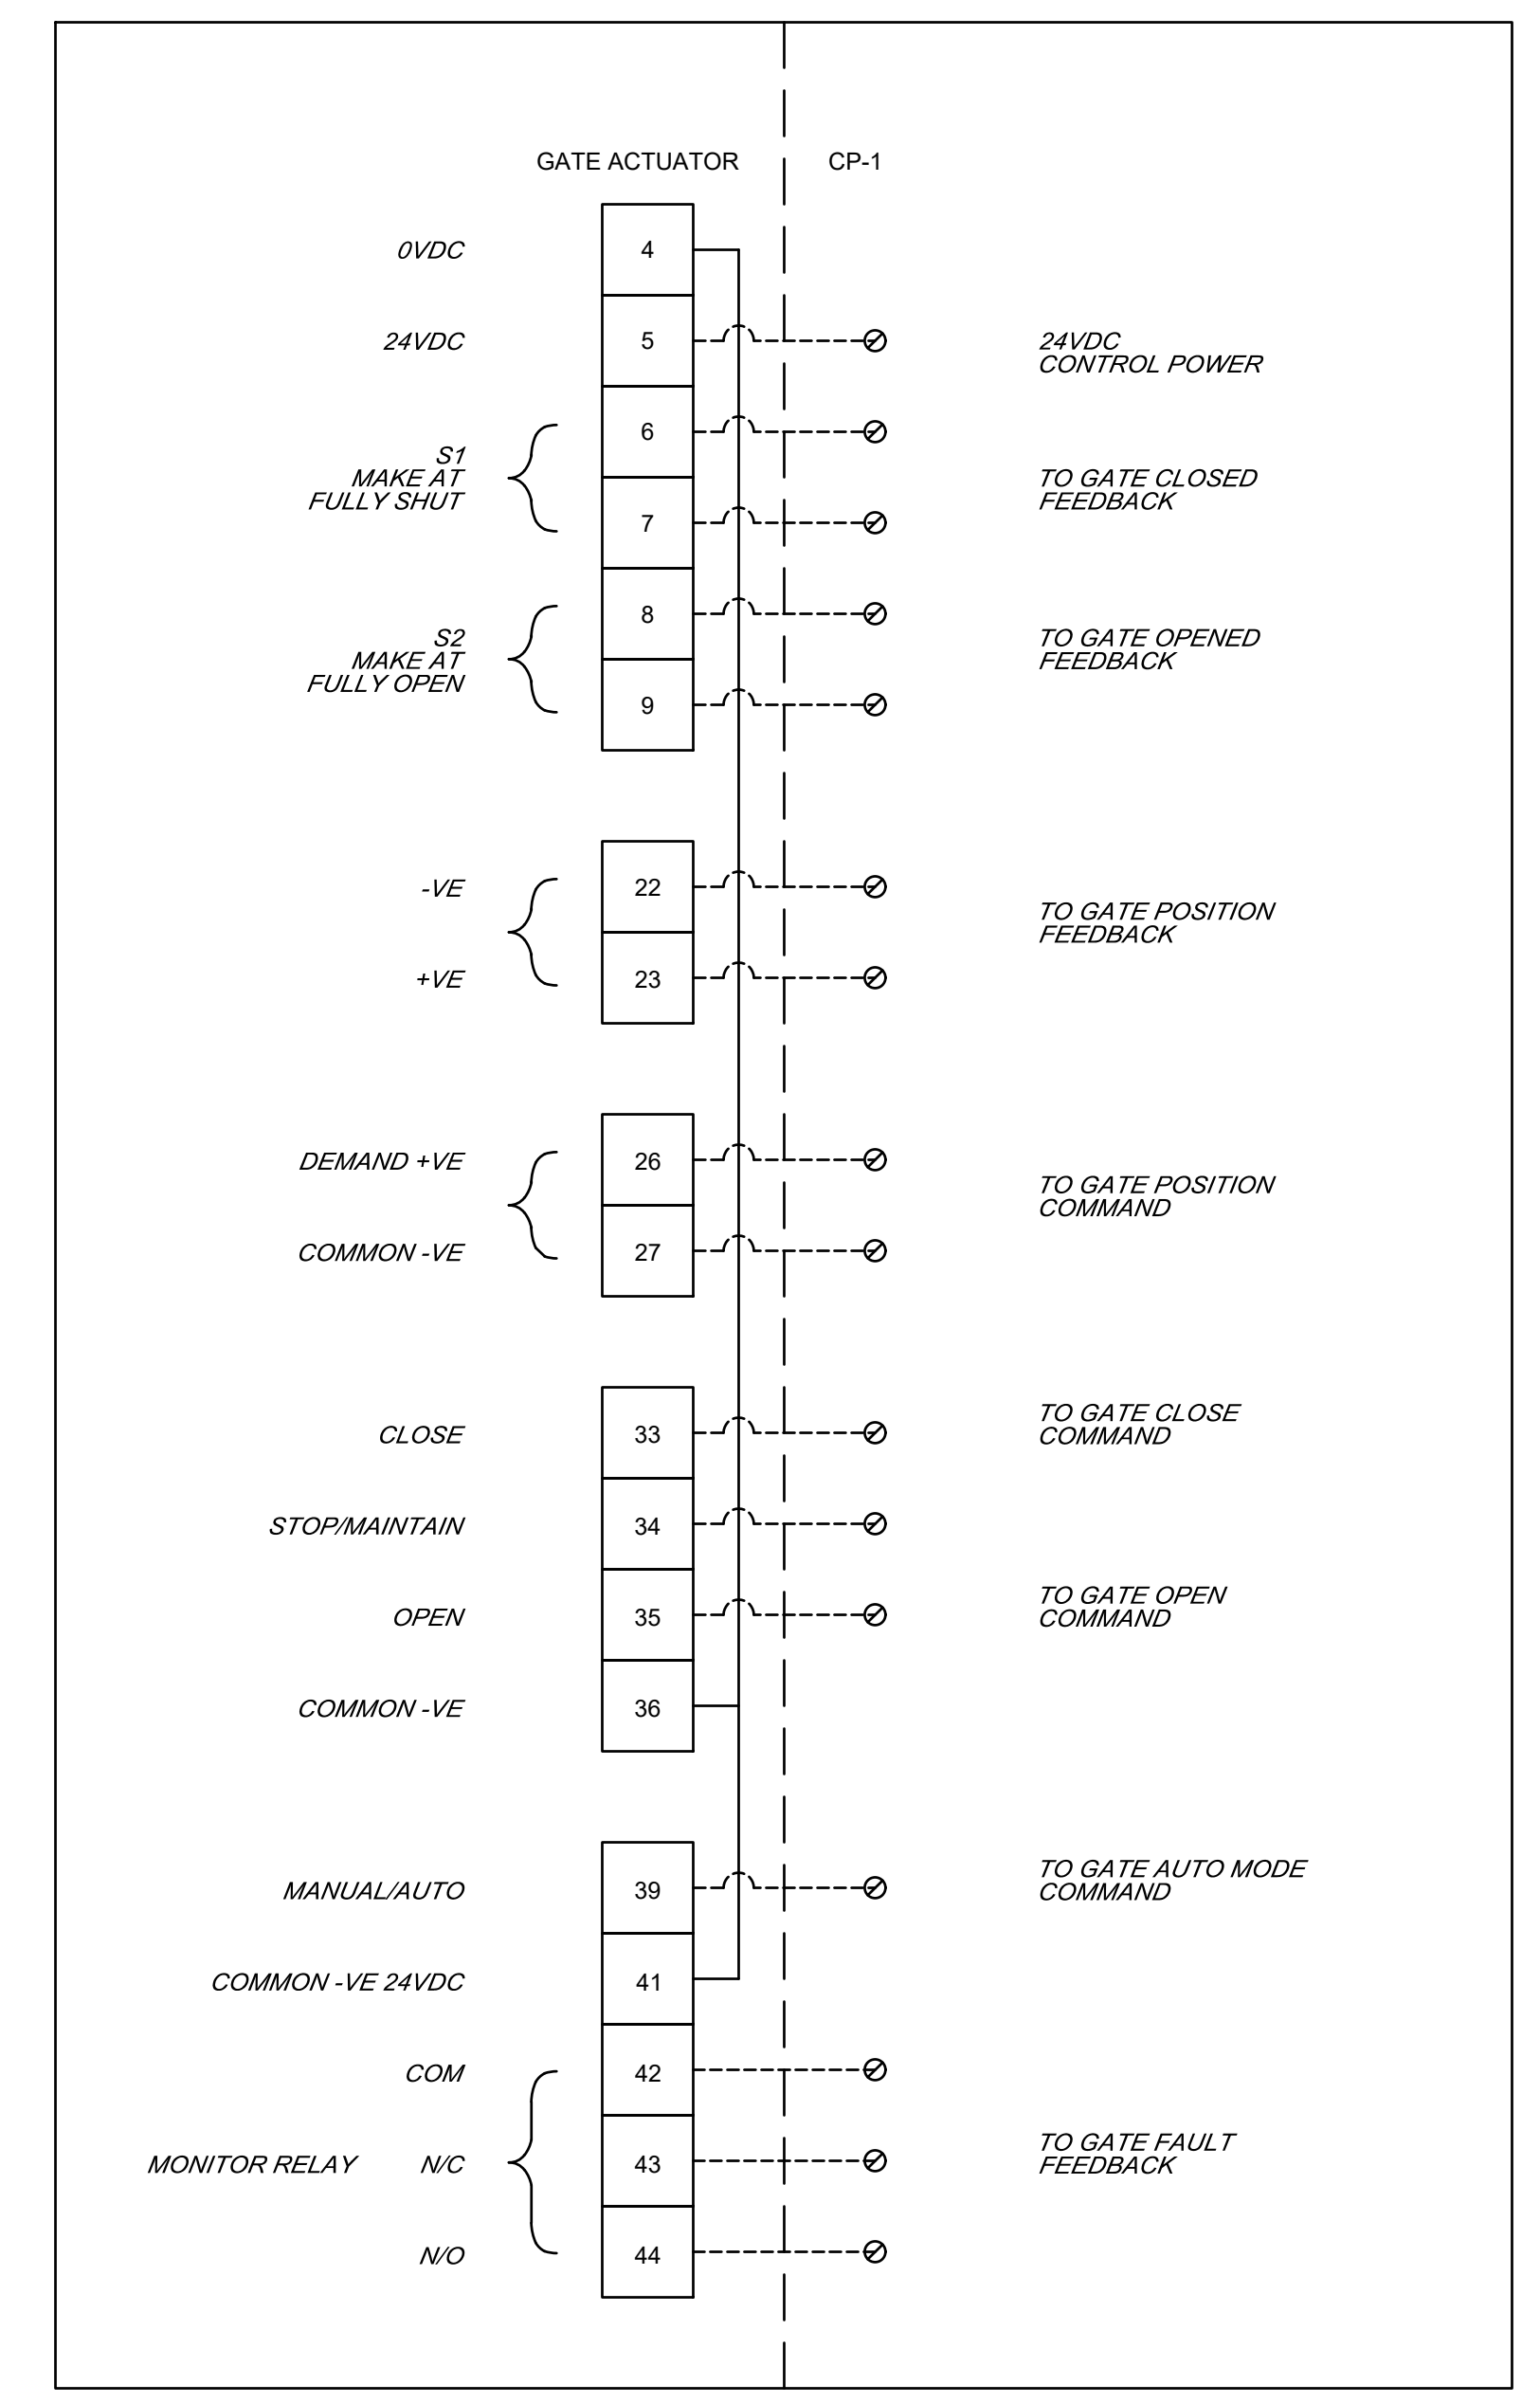 GATE ACTUATOR CP-1
0VDC 4
24VDC 5 24VDC
CONTROL POWER
6
S1
MAKE AT
FULLY SHUT
TO GATE CLOSED
FEEDBACK
7
8
S2
MAKE AT
FULLY OPEN
TO GATE OPENED
FEEDBACK
9
-VE 22
TO GATE POSITION
FEEDBACK
+VE 23
DEMAND +VE 26
TO GATE POSITION
COMMAND
COMMON -VE 27
TO GATE CLOSE
COMMAND
CLOSE 33
STOP/MAINTAIN 34
TO GATE OPEN
COMMAND
OPEN 35
COMMON -VE 36
TO GATE AUTO MODE
COMMAND
MANUAL/AUTO 39
COMMON -VE 24VDC 41
COM 42
TO GATE FAULT
FEEDBACK
MONITOR RELAY N/C 43
N/O 44